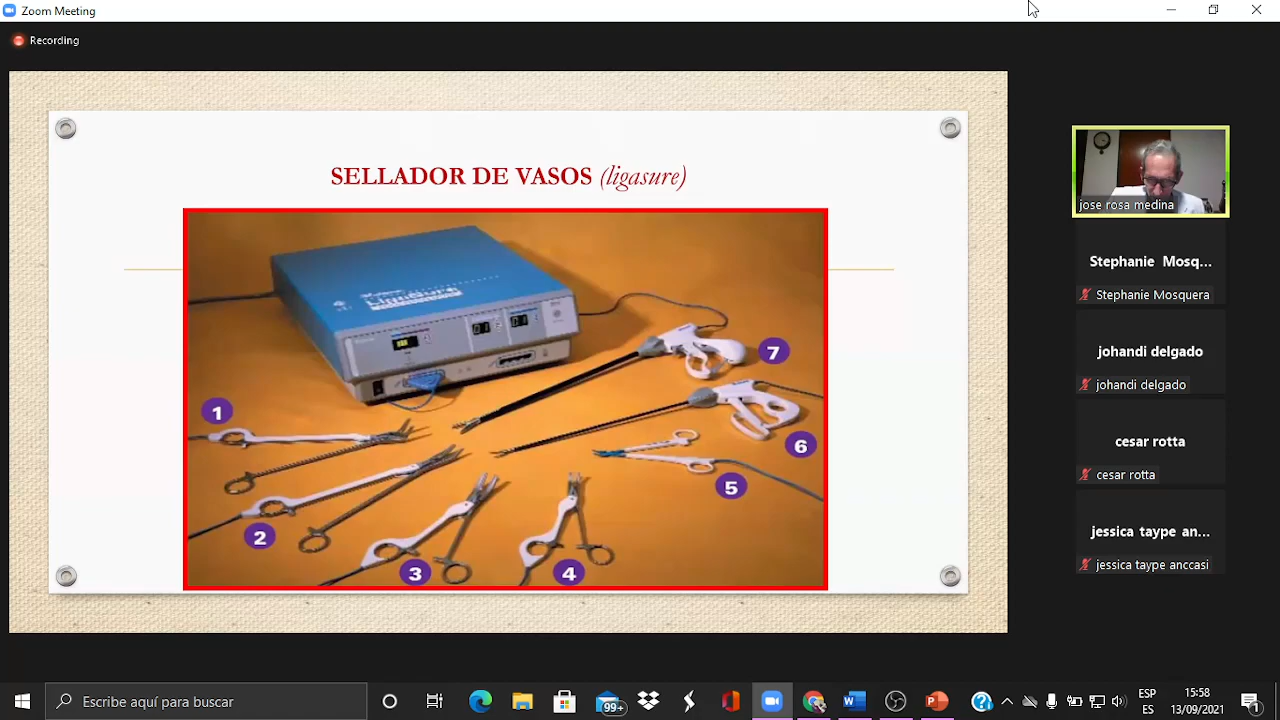 Zoom Meeting
Recording
SELLADOR DE VASOS (ligasure)
1
2
3
4
5
6
7
jose rosa medina
Stephanie Mosq...
Stephanie Mosquera
johandi delgado
johandi delgado
cesar rotta
cesar rotta
jessica taype an...
jessica taype anccasi
Escribe aquí para buscar
99+
ESP
ES
15:58
13/09/2021
1